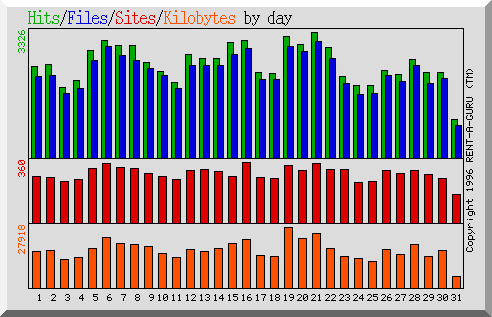 Hits/Files/Sites/Kilobytes by day
3326
360
27918
Copyright 1996 RENT-A-GURU (TM)
1 2 3 4 5 6 7 8 9 10 11 12 13 14 15 16 17 18 19 20 21 22 23 24 25 26 27 28 29 30 31